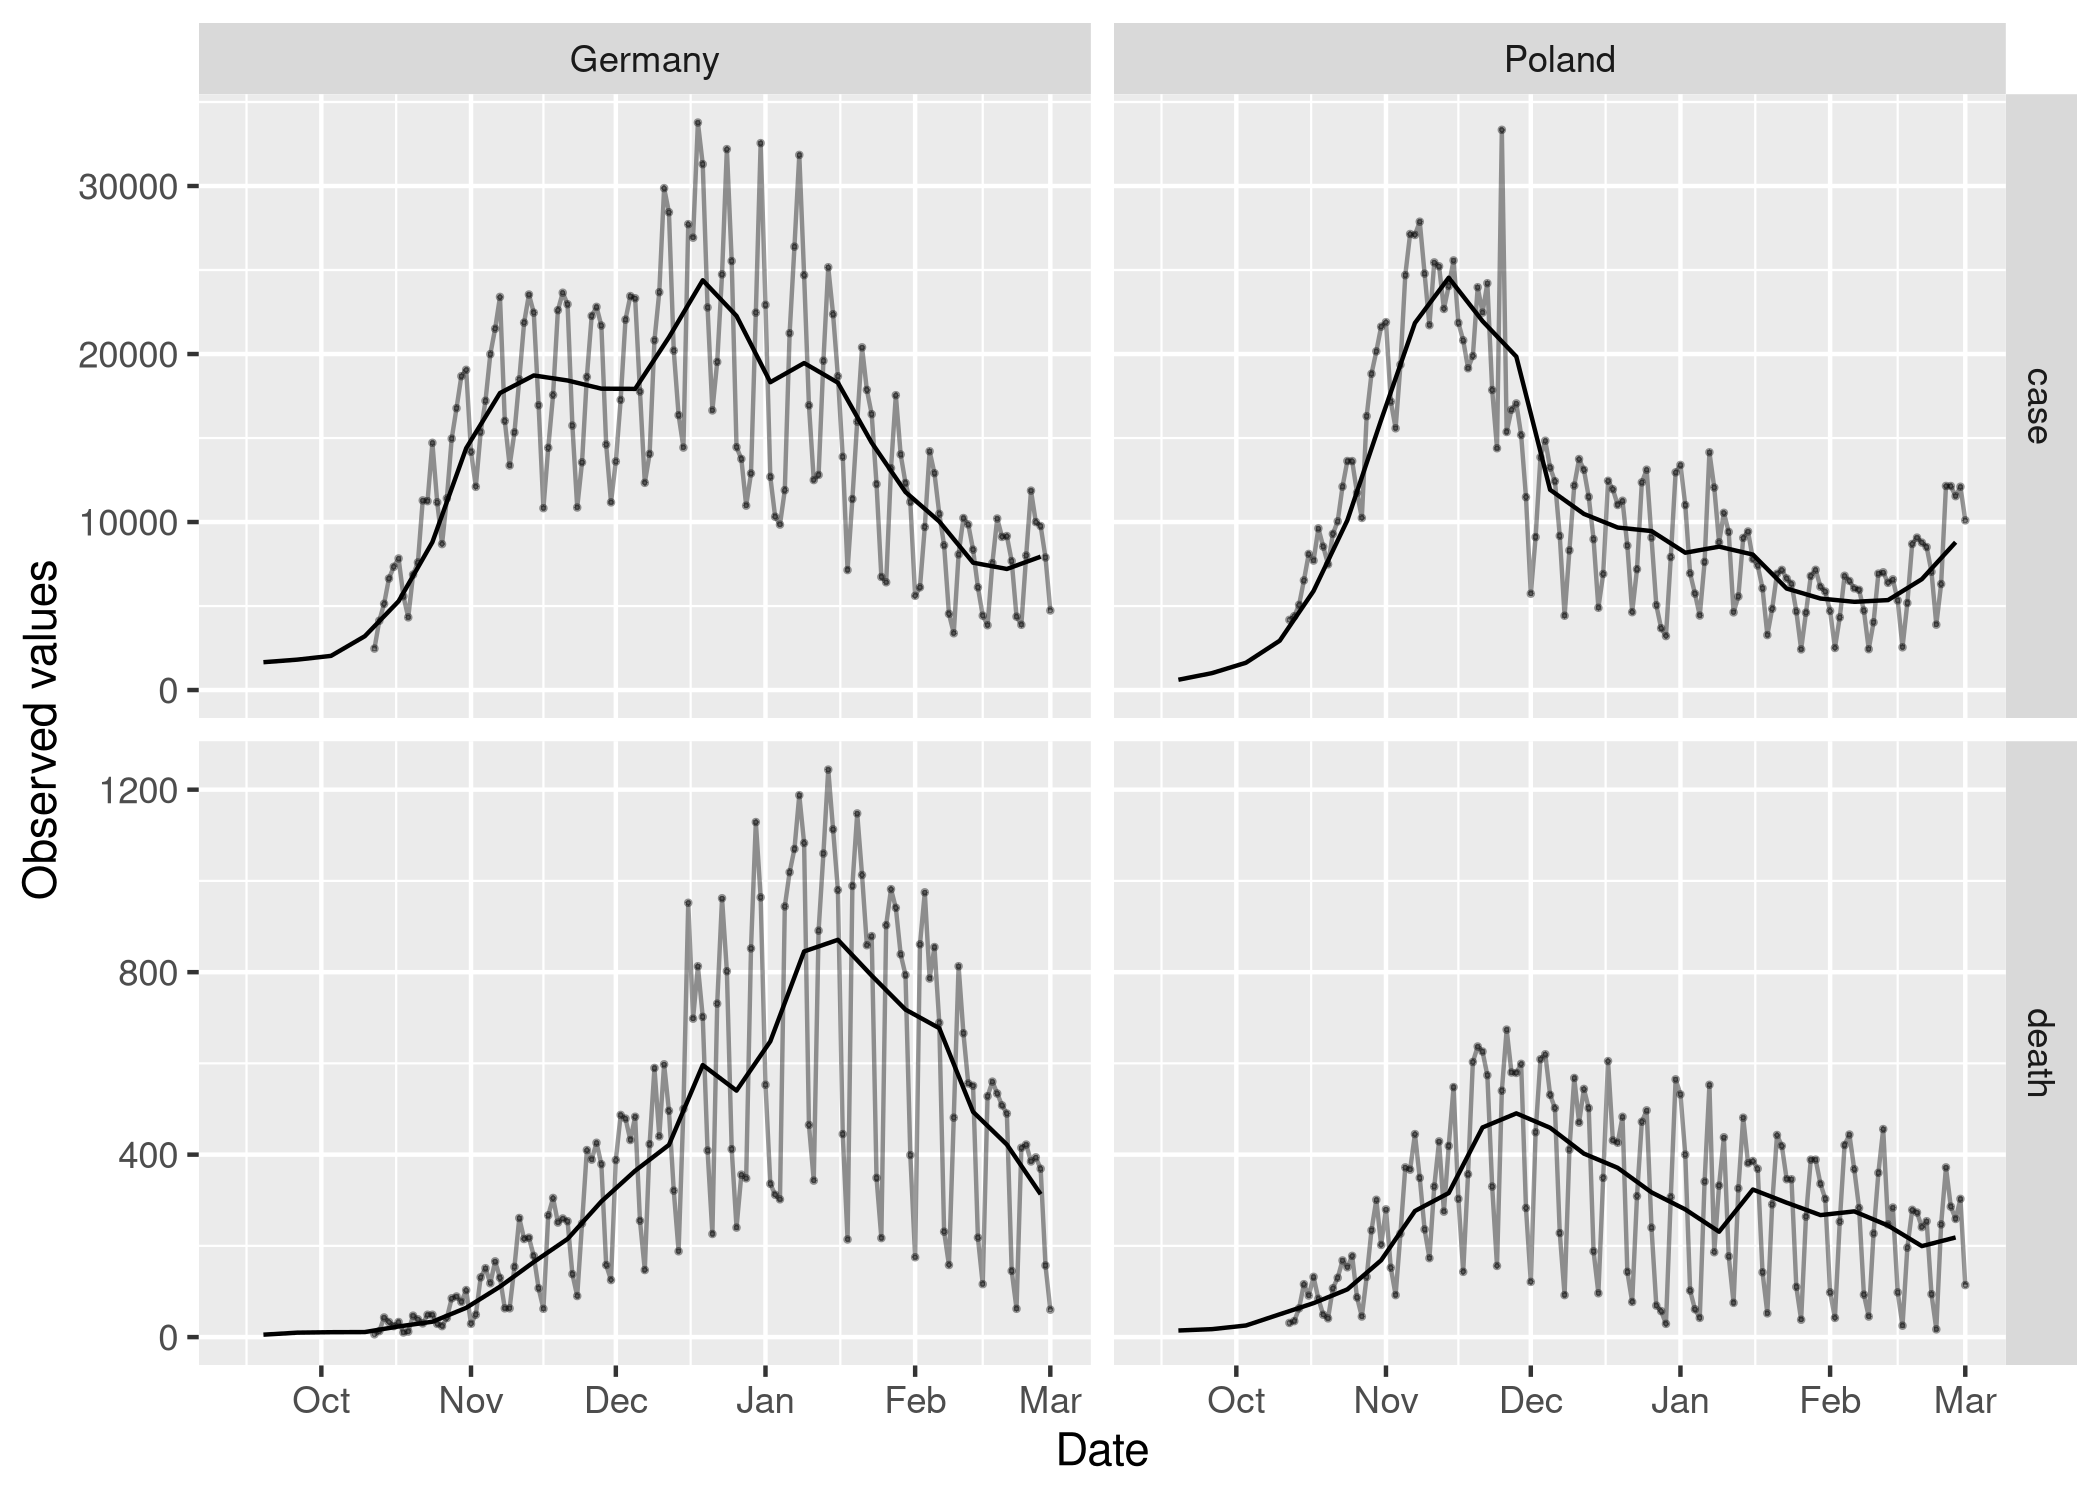 Germany
Poland
Observed values
30000
20000
10000
0
case
1200
800
400
0
death
Oct Nov Dec Jan Feb Mar
Oct Nov Dec Jan Feb Mar
Date